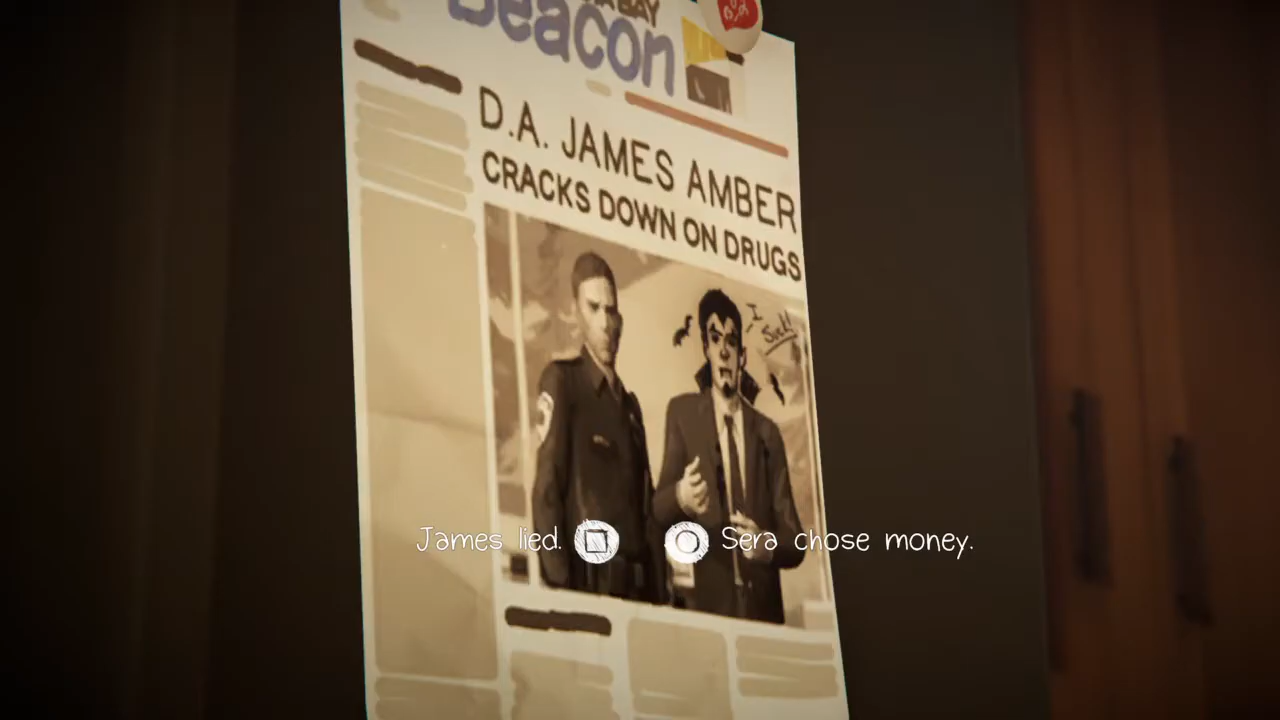 Beacon
D.A. JAMES AMBER
CRACKS DOWN ON DRUGS
I
Suck!
James lied.
Sera chose money.